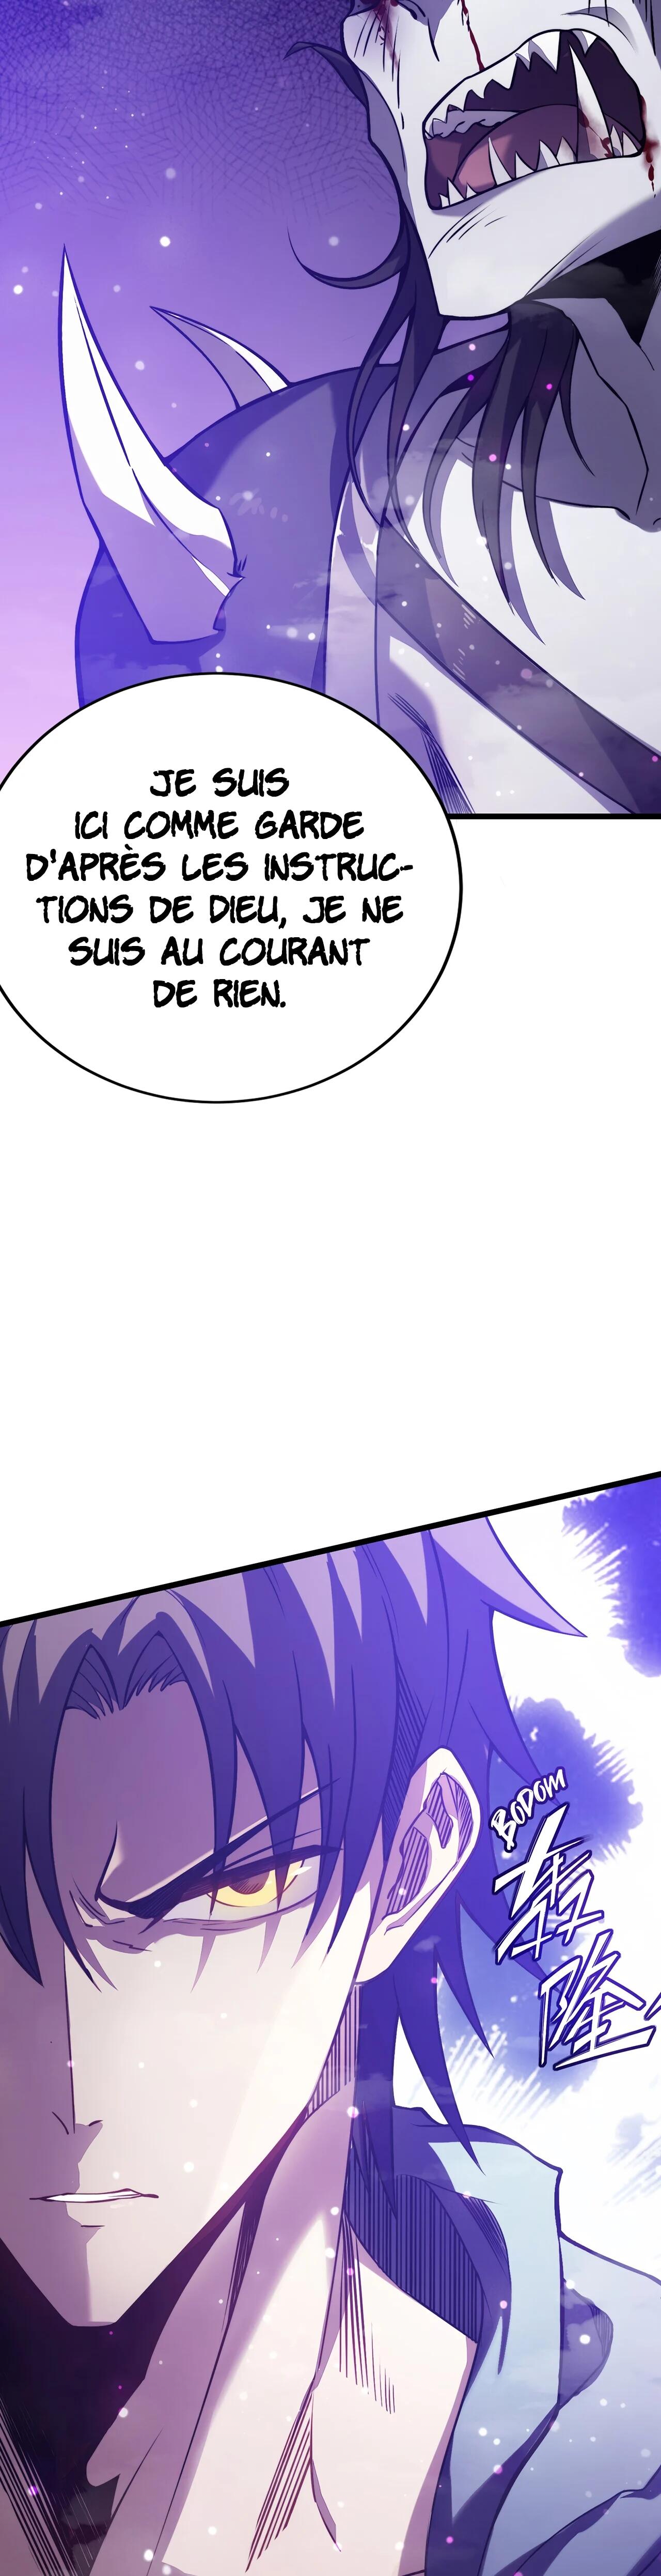 JE SUIS
ICI COMME GARDE
D'APRÈS LES INSTRUC-
TIONS DE DIEU, JE NE
SUIS AU COURANT
DE RIEN.
BODOM
轰
隆